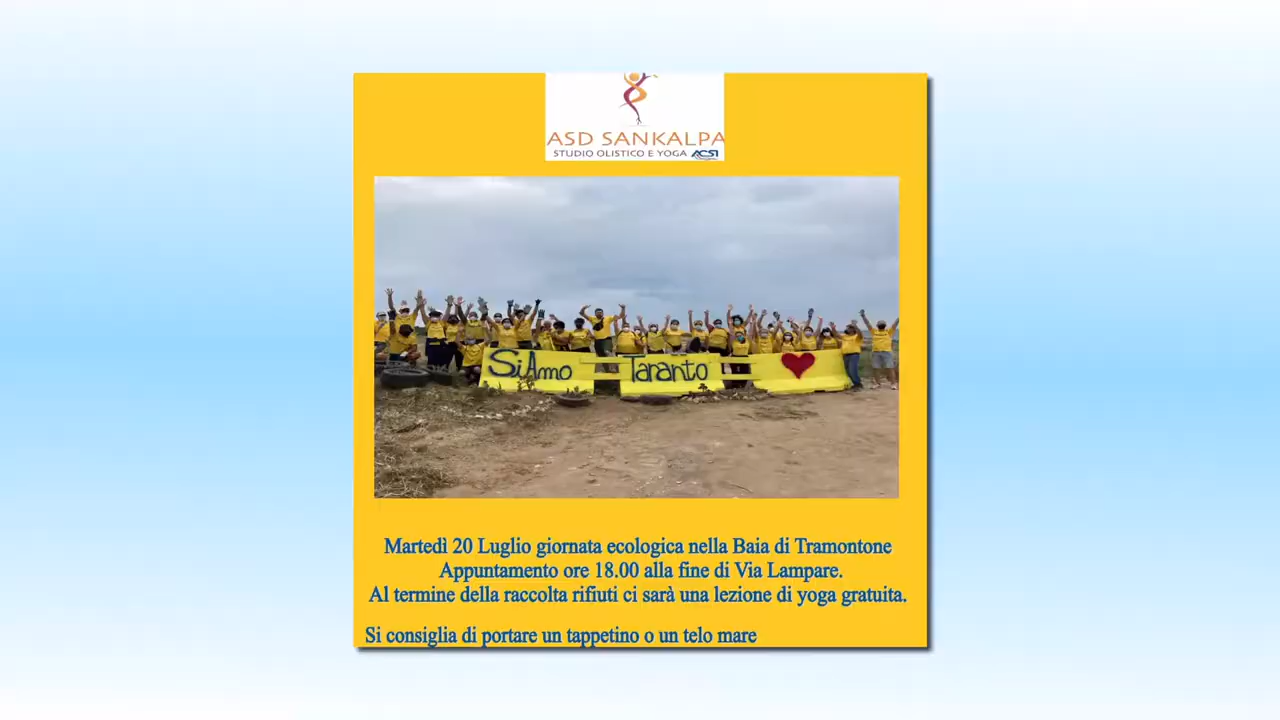 ASD SANKALPA
STUDIO OLISTICO E YOGA ACSI
SiAmo Taranto
Martedì 20 Luglio giornata ecologica nella Baia di Tramontone
Appuntamento ore 18.00 alla fine di Via Lampare.
Al termine della raccolta rifiuti ci sarà una lezione di yoga gratuita.
Si consiglia di portare un tappetino o un telo mare